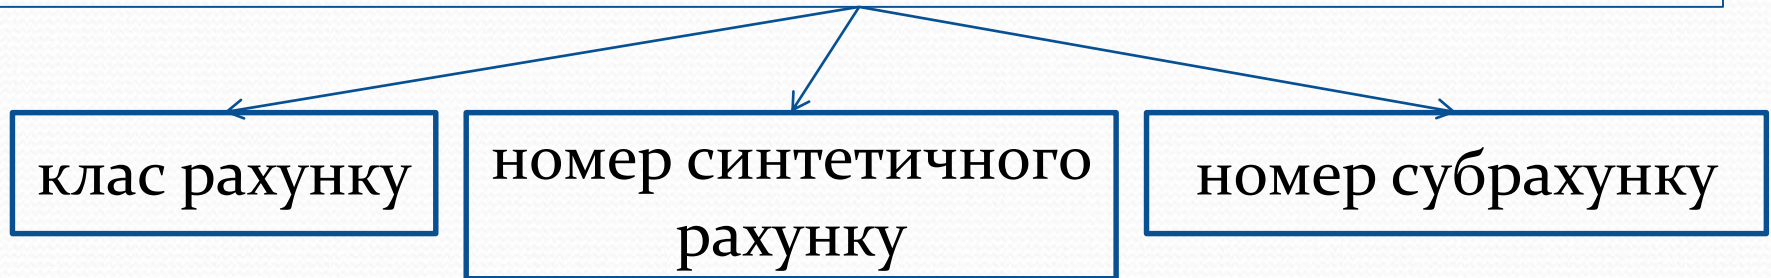 клас рахунку
номер синтетичного
рахунку
номер субрахунку